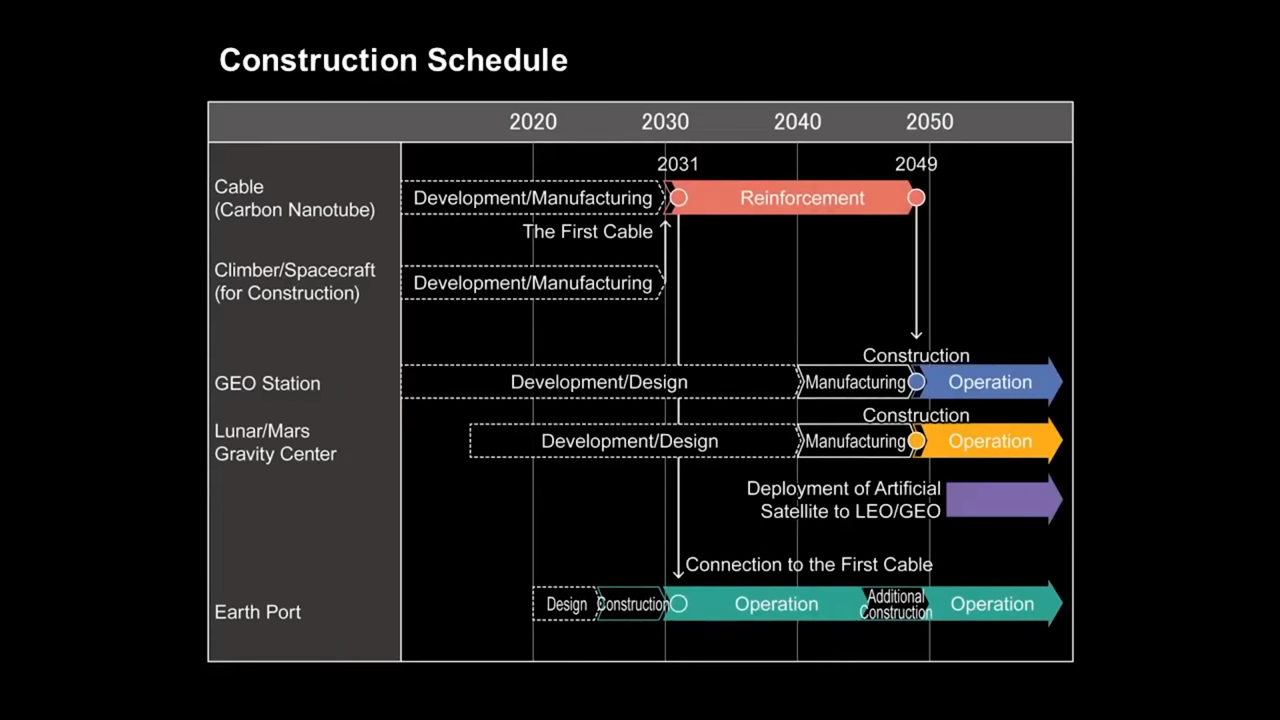 Construction Schedule
2020 2030 2040 2050
2031 2049
Cable
(Carbon Nanotube)
Development/Manufacturing
Reinforcement
The First Cable
Climber/Spacecraft
(for Construction)
Development/Manufacturing
Construction
GEO Station
Development/Design
Manufacturing
Operation
Construction
Lunar/Mars
Gravity Center
Development/Design
Manufacturing
Operation
Deployment of Artificial
Satellite to LEO/GEO
Connection to the First Cable
Earth Port
Design
Construction
Operation
Additional
Construction
Operation